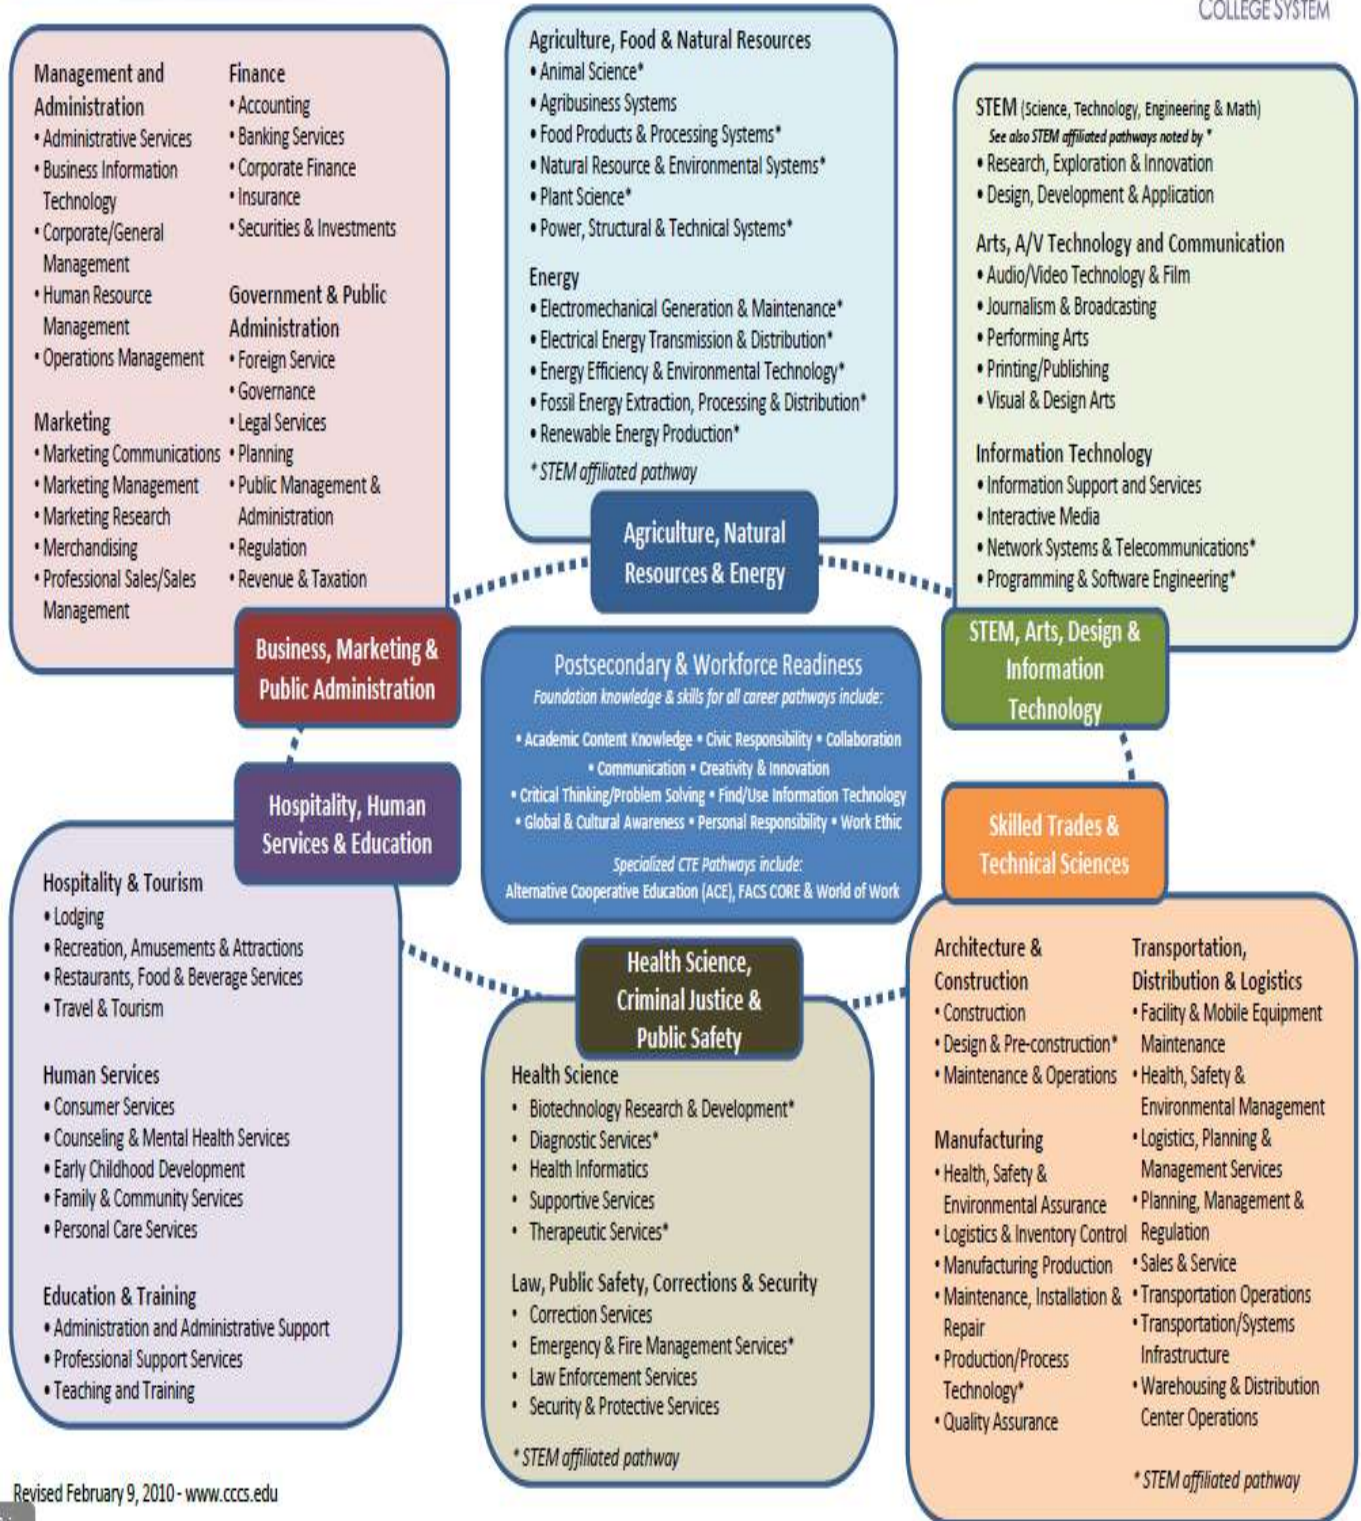 COLLEGE SYSTEM
Management and
Administration
• Administrative Services
• Business Information
Technology
• Corporate/General
Management
• Human Resource
Management
• Operations Management
Marketing
• Marketing Communications
• Marketing Management
• Marketing Research
• Merchandising
• Professional Sales/Sales
Management
Finance
• Accounting
• Banking Services
• Corporate Finance
• Insurance
• Securities & Investments
Government & Public
Administration
• Foreign Service
• Governance
• Legal Services
• Planning
• Public Management &
Administration
• Regulation
• Revenue & Taxation
Business, Marketing &
Public Administration
Agriculture, Food & Natural Resources
• Animal Science*
• Agribusiness Systems
• Food Products & Processing Systems*
• Natural Resource & Environmental Systems*
• Plant Science*
• Power, Structural & Technical Systems*
Energy
• Electromechanical Generation & Maintenance*
• Electrical Energy Transmission & Distribution*
• Energy Efficiency & Environmental Technology*
• Fossil Energy Extraction, Processing & Distribution*
• Renewable Energy Production*
* STEM affiliated pathway
Agriculture, Natural
Resources & Energy
STEM (Science, Technology, Engineering & Math)
See also STEM affiliated pathways noted by *
• Research, Exploration & Innovation
• Design, Development & Application
Arts, A/V Technology and Communication
• Audio/Video Technology & Film
• Journalism & Broadcasting
• Performing Arts
• Printing/Publishing
• Visual & Design Arts
Information Technology
• Information Support and Services
• Interactive Media
• Network Systems & Telecommunications*
• Programming & Software Engineering*
STEM, Arts, Design &
Information
Technology
Postsecondary & Workforce Readiness
Foundation knowledge & skills for all career pathways include:
• Academic Content Knowledge • Civic Responsibility • Collaboration
• Communication • Creativity & Innovation
• Critical Thinking/Problem Solving • Find/Use Information Technology
• Global & Cultural Awareness • Personal Responsibility • Work Ethic
Specialized CTE Pathways include:
Alternative Cooperative Education (ACE), FACS CORE & World of Work
Hospitality, Human
Services & Education
Hospitality & Tourism
• Lodging
• Recreation, Amusements & Attractions
• Restaurants, Food & Beverage Services
• Travel & Tourism
Human Services
• Consumer Services
• Counseling & Mental Health Services
• Early Childhood Development
• Family & Community Services
• Personal Care Services
Education & Training
• Administration and Administrative Support
• Professional Support Services
• Teaching and Training
Health Science,
Criminal Justice &
Public Safety
Health Science
• Biotechnology Research & Development*
• Diagnostic Services*
• Health Informatics
• Supportive Services
• Therapeutic Services*
Law, Public Safety, Corrections & Security
• Correction Services
• Emergency & Fire Management Services*
• Law Enforcement Services
• Security & Protective Services
* STEM affiliated pathway
Skilled Trades &
Technical Sciences
Architecture &
Construction
• Construction
• Design & Pre-construction*
• Maintenance & Operations
Manufacturing
• Health, Safety &
Environmental Assurance
• Logistics & Inventory Control
• Manufacturing Production
• Maintenance, Installation &
Repair
• Production/Process
Technology*
• Quality Assurance
Transportation,
Distribution & Logistics
• Facility & Mobile Equipment
Maintenance
• Health, Safety &
Environmental Management
• Logistics, Planning &
Management Services
• Planning, Management &
Regulation
• Sales & Service
• Transportation Operations
• Transportation/Systems
Infrastructure
• Warehousing & Distribution
Center Operations
* STEM affiliated pathway
Revised February 9, 2010 - www.cccs.edu